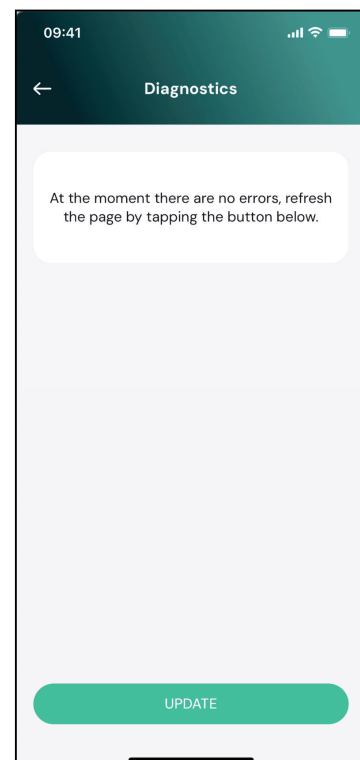 09:41
Diagnostics
At the moment there are no errors, refresh
the page by tapping the button below.
UPDATE